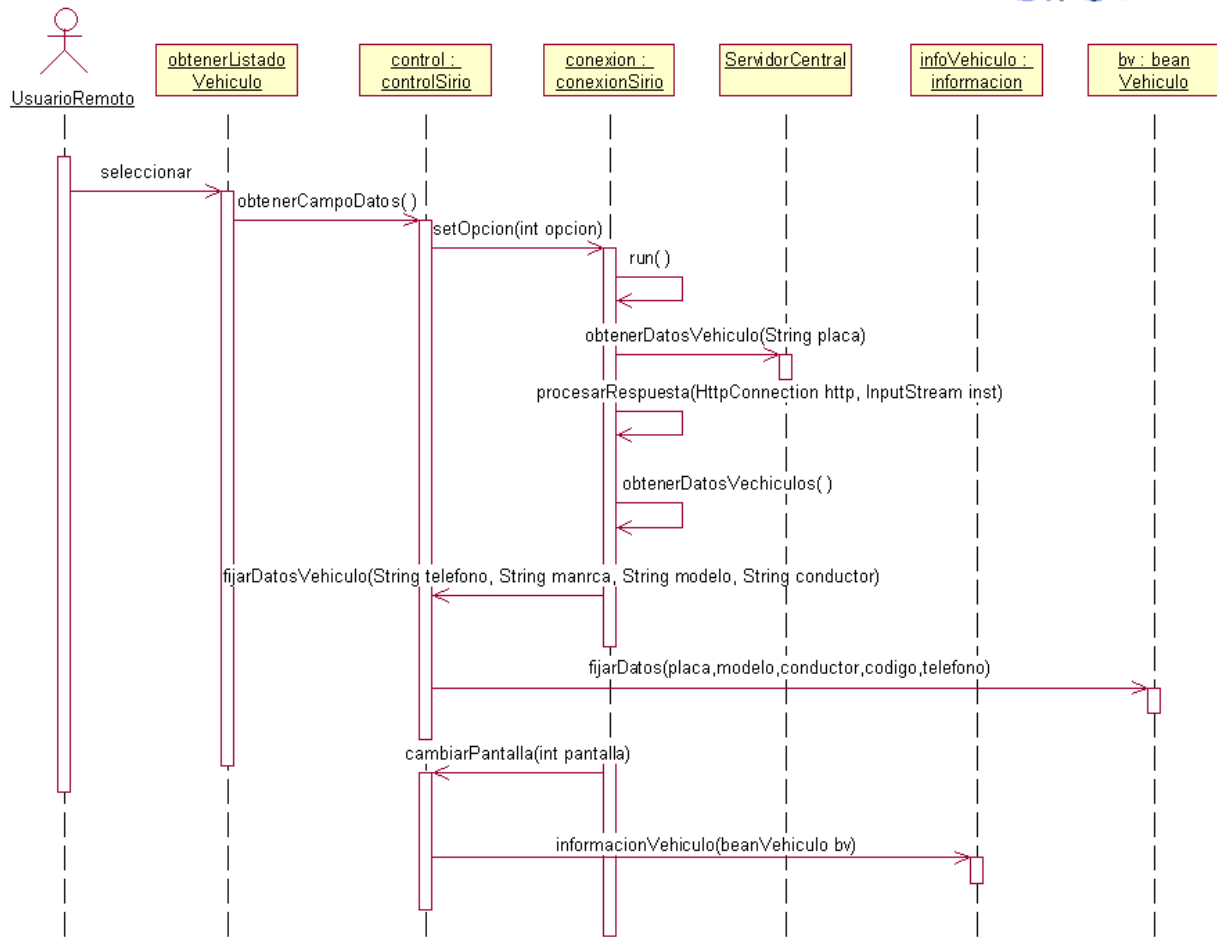 UsuarioRemoto
obtenerListado
Vehiculo
control :
controlSirio
conexion :
conexionSirio
ServidorCentral
infoVehiculo :
informacion
bv : bean
Vehiculo
seleccionar
obtenerCampoDatos( )
setOpcion(int opcion)
run( )
obtenerDatosVehiculo(String placa)
procesarRespuesta(HttpConnection http, InputStream inst)
obtenerDatosVechiculos( )
fijarDatosVehiculo(String telefono, String manrca, String modelo, String conductor)
fijarDatos(placa,modelo,conductor,codigo,telefono)
cambiarPantalla(int pantalla)
informacionVehiculo(beanVehiculo bv)